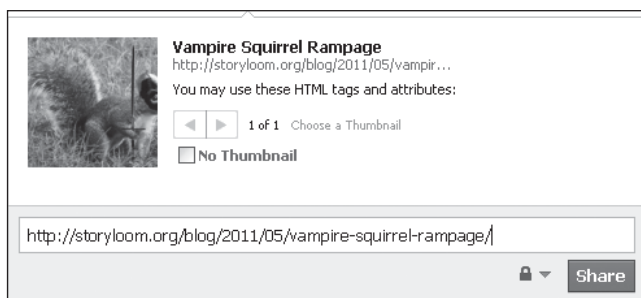 Vampire Squirrel Rampage
http://storyloom.org/blog/2011/05/vampir...
You may use these HTML tags and attributes:
1 of 1 Choose a Thumbnail
No Thumbnail
http://storyloom.org/blog/2011/05/vampire-squirrel-rampage/
Share